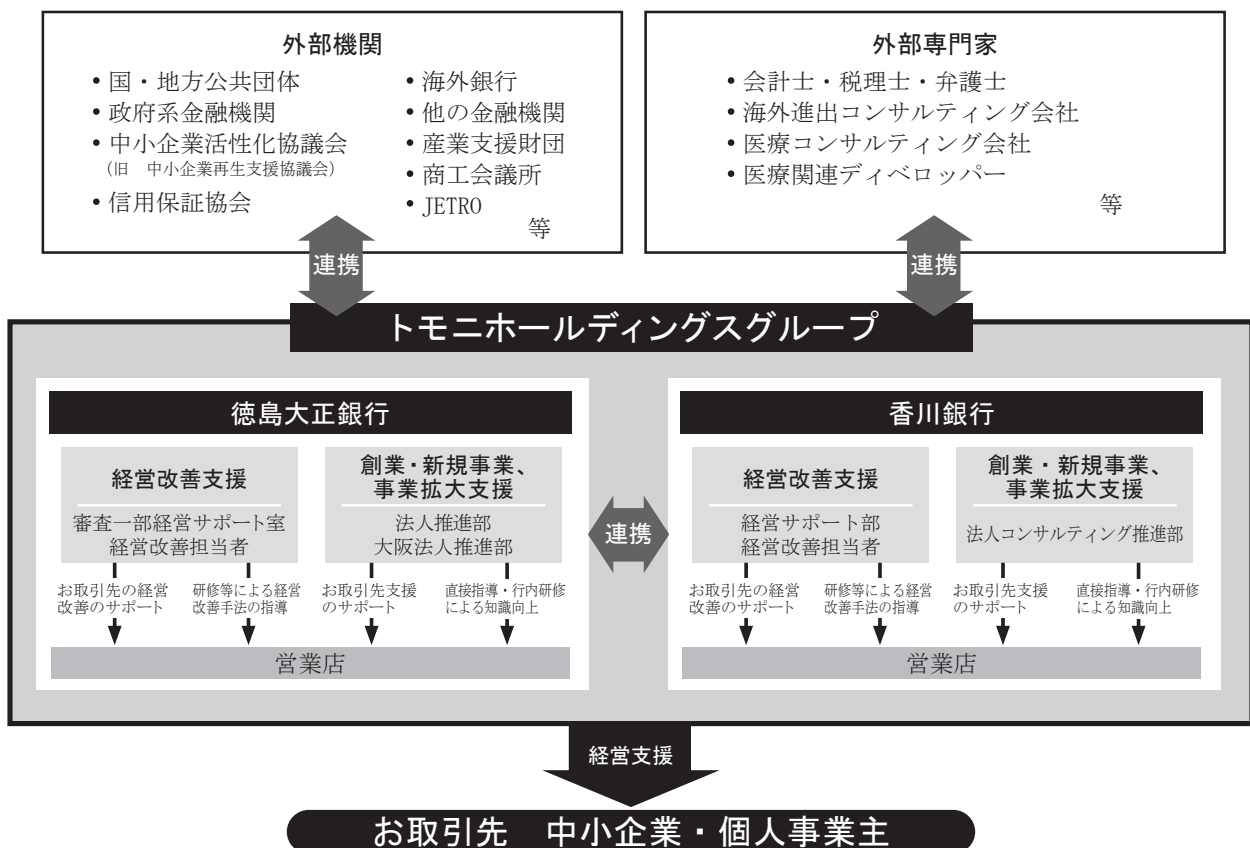 外部機関
• 国・地方公共団体
• 政府系金融機関
• 中小企業活性化協議会
(旧　中小企業再生支援協議会)
• 信用保証協会
• 海外銀行
• 他の金融機関
• 産業支援財団
• 商工会議所
• JETRO
等
外部専門家
• 会計士・税理士・弁護士
• 海外進出コンサルティング会社
• 医療コンサルティング会社
• 医療関連ディベロッパー
等
連携
連携
トモニホールディングスグループ
徳島大正銀行
経営改善支援
審査一部経営サポート室
経営改善担当者
創業・新規事業、
事業拡大支援
法人推進部
大阪法人推進部
お取引先の経営
改善のサポート
研修等による経営
改善手法の指導
お取引先支援
のサポート
直接指導・行内研修
による知識向上
営業店
連携
香川銀行
経営改善支援
経営サポート部
経営改善担当者
創業・新規事業、
事業拡大支援
法人コンサルティング推進部
お取引先の経営
改善のサポート
研修等による経営
改善手法の指導
お取引先支援
のサポート
直接指導・行内研修
による知識向上
営業店
経営支援
お取引先　中小企業・個人事業主